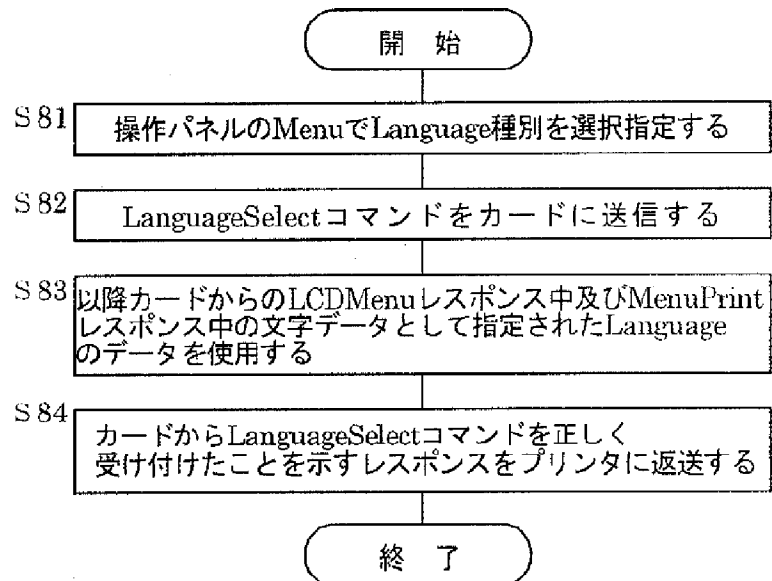 開 始
S81 操作パネルのMenuでLanguage種別を選択指定する
S82 LanguageSelectコマンドをカードに送信する
S83 以降カードからのLCDMenuレスポンス中及びMenuPrint
レスポンス中の文字データとして指定されたLanguage
のデータを使用する
S84 カードからLanguageSelectコマンドを正しく
受け付けたことを示すレスポンスをプリンタに返送する
終 了